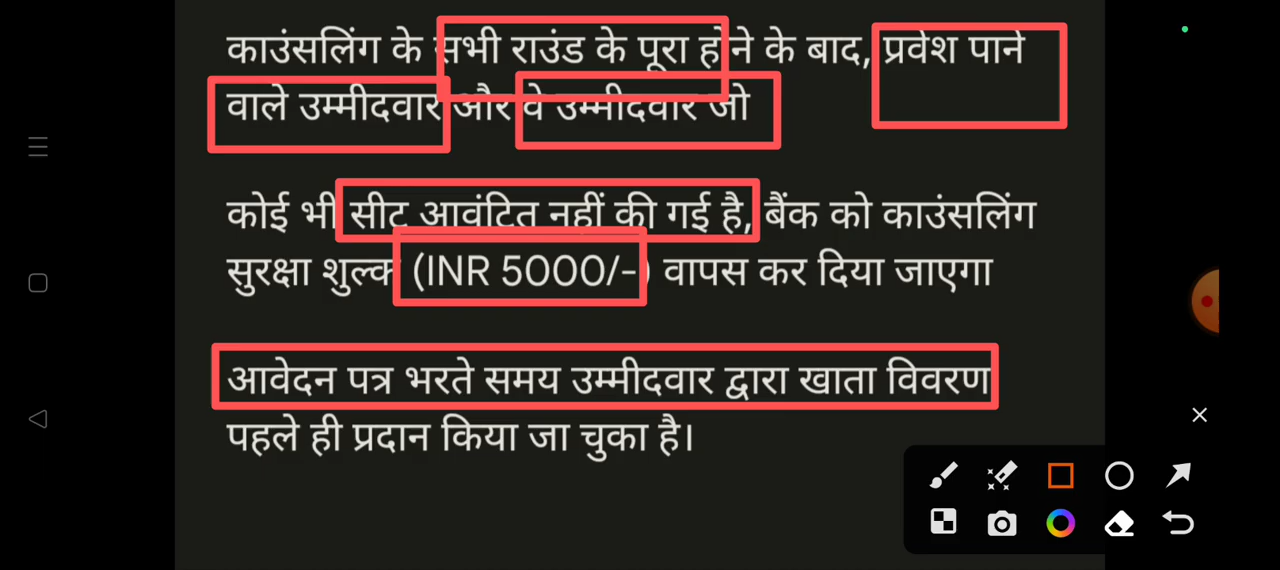 काउंसलिंग के सभी राउंड के पूरा होने के बाद, प्रवेश पाने
वाले उम्मीदवार और वे उम्मीदवार जो
कोई भी सीट आवंटित नहीं की गई है, बैंक को काउंसलिंग
सुरक्षा शुल्क (INR 5000/-) वापस कर दिया जाएगा
आवेदन पत्र भरते समय उम्मीदवार द्वारा खाता विवरण
पहले ही प्रदान किया जा चुका है।